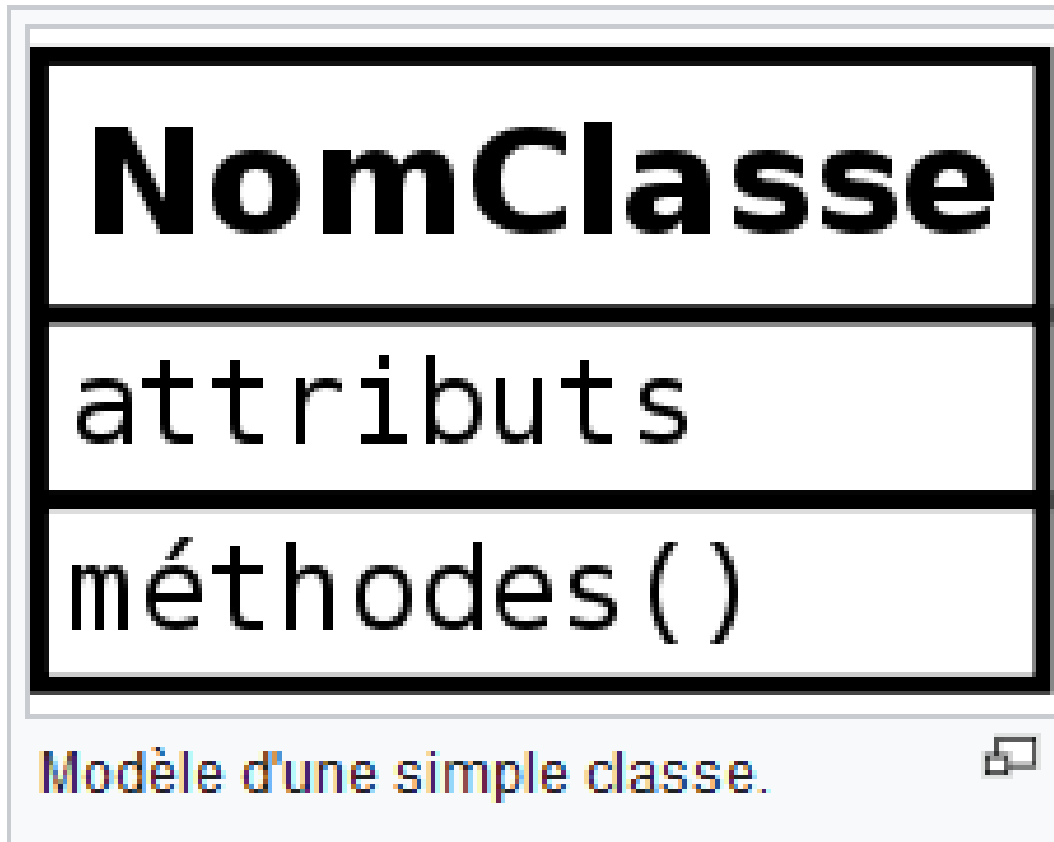 NomClasse
attributs
méthodes()
Modèle d'une simple classe.